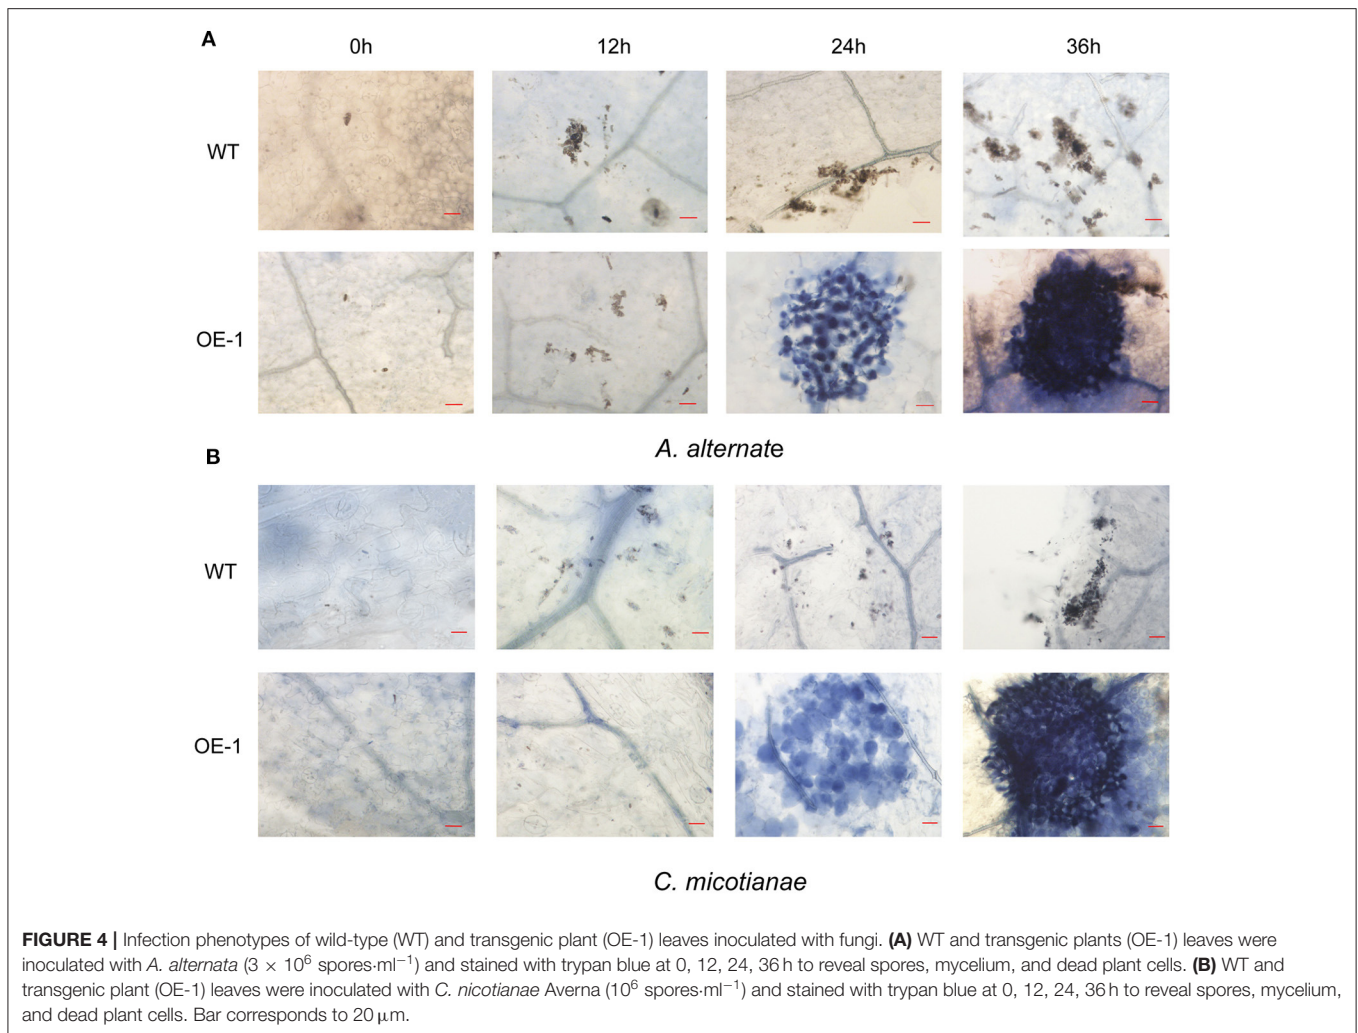 A
0h 12h 24h 36h
WT
OE-1
A. alternate
B
WT
OE-1
C. micotianae
FIGURE 4 | Infection phenotypes of wild-type (WT) and transgenic plant (OE-1) leaves inoculated with fungi. (A) WT and transgenic plants (OE-1) leaves were
inoculated with A. alternata (3 × 10⁶ spores·ml⁻¹) and stained with trypan blue at 0, 12, 24, 36 h to reveal spores, mycelium, and dead plant cells. (B) WT and
transgenic plant (OE-1) leaves were inoculated with C. nicotianae Averna (10⁶ spores·ml⁻¹) and stained with trypan blue at 0, 12, 24, 36 h to reveal spores, mycelium,
and dead plant cells. Bar corresponds to 20 μm.